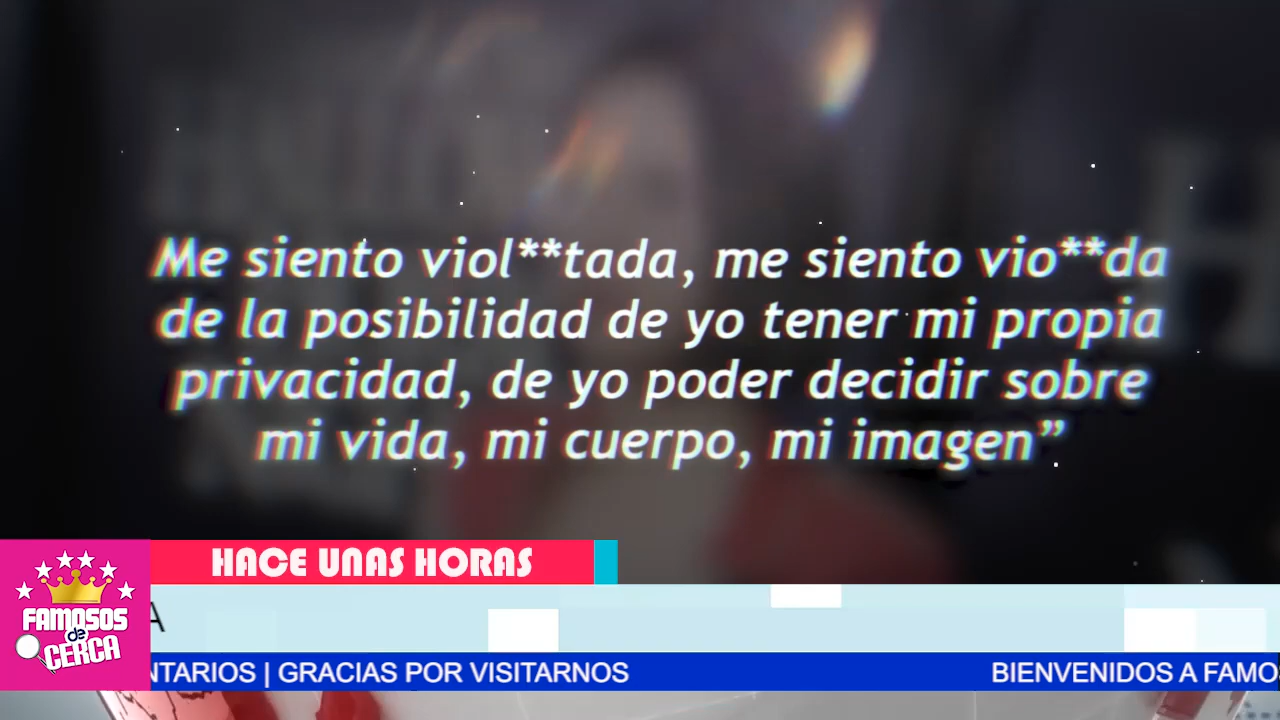 Me siento viol**tada, me siento vio**da
de la posibilidad de yo tener mi propia
privacidad, de yo poder decidir sobre
mi vida, mi cuerpo, mi imagen”
HACE UNAS HORAS
FAMOSOS
de
CERCA
A
NTARIOS | GRACIAS POR VISITARNOS
BIENVENIDOS A FAMOS